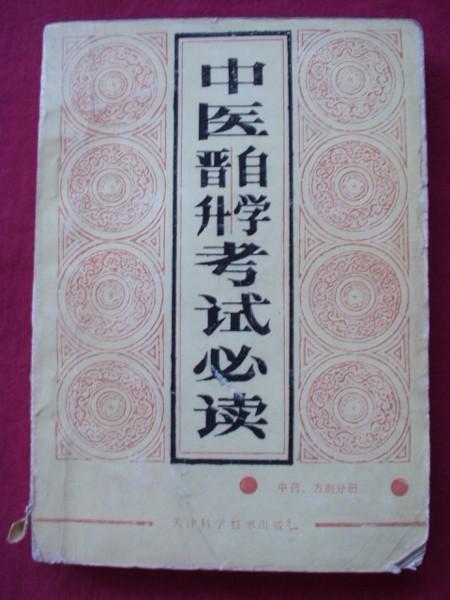 中医
晋升
自学
考试必读
中药、方剂分册
天津科学技术出版社